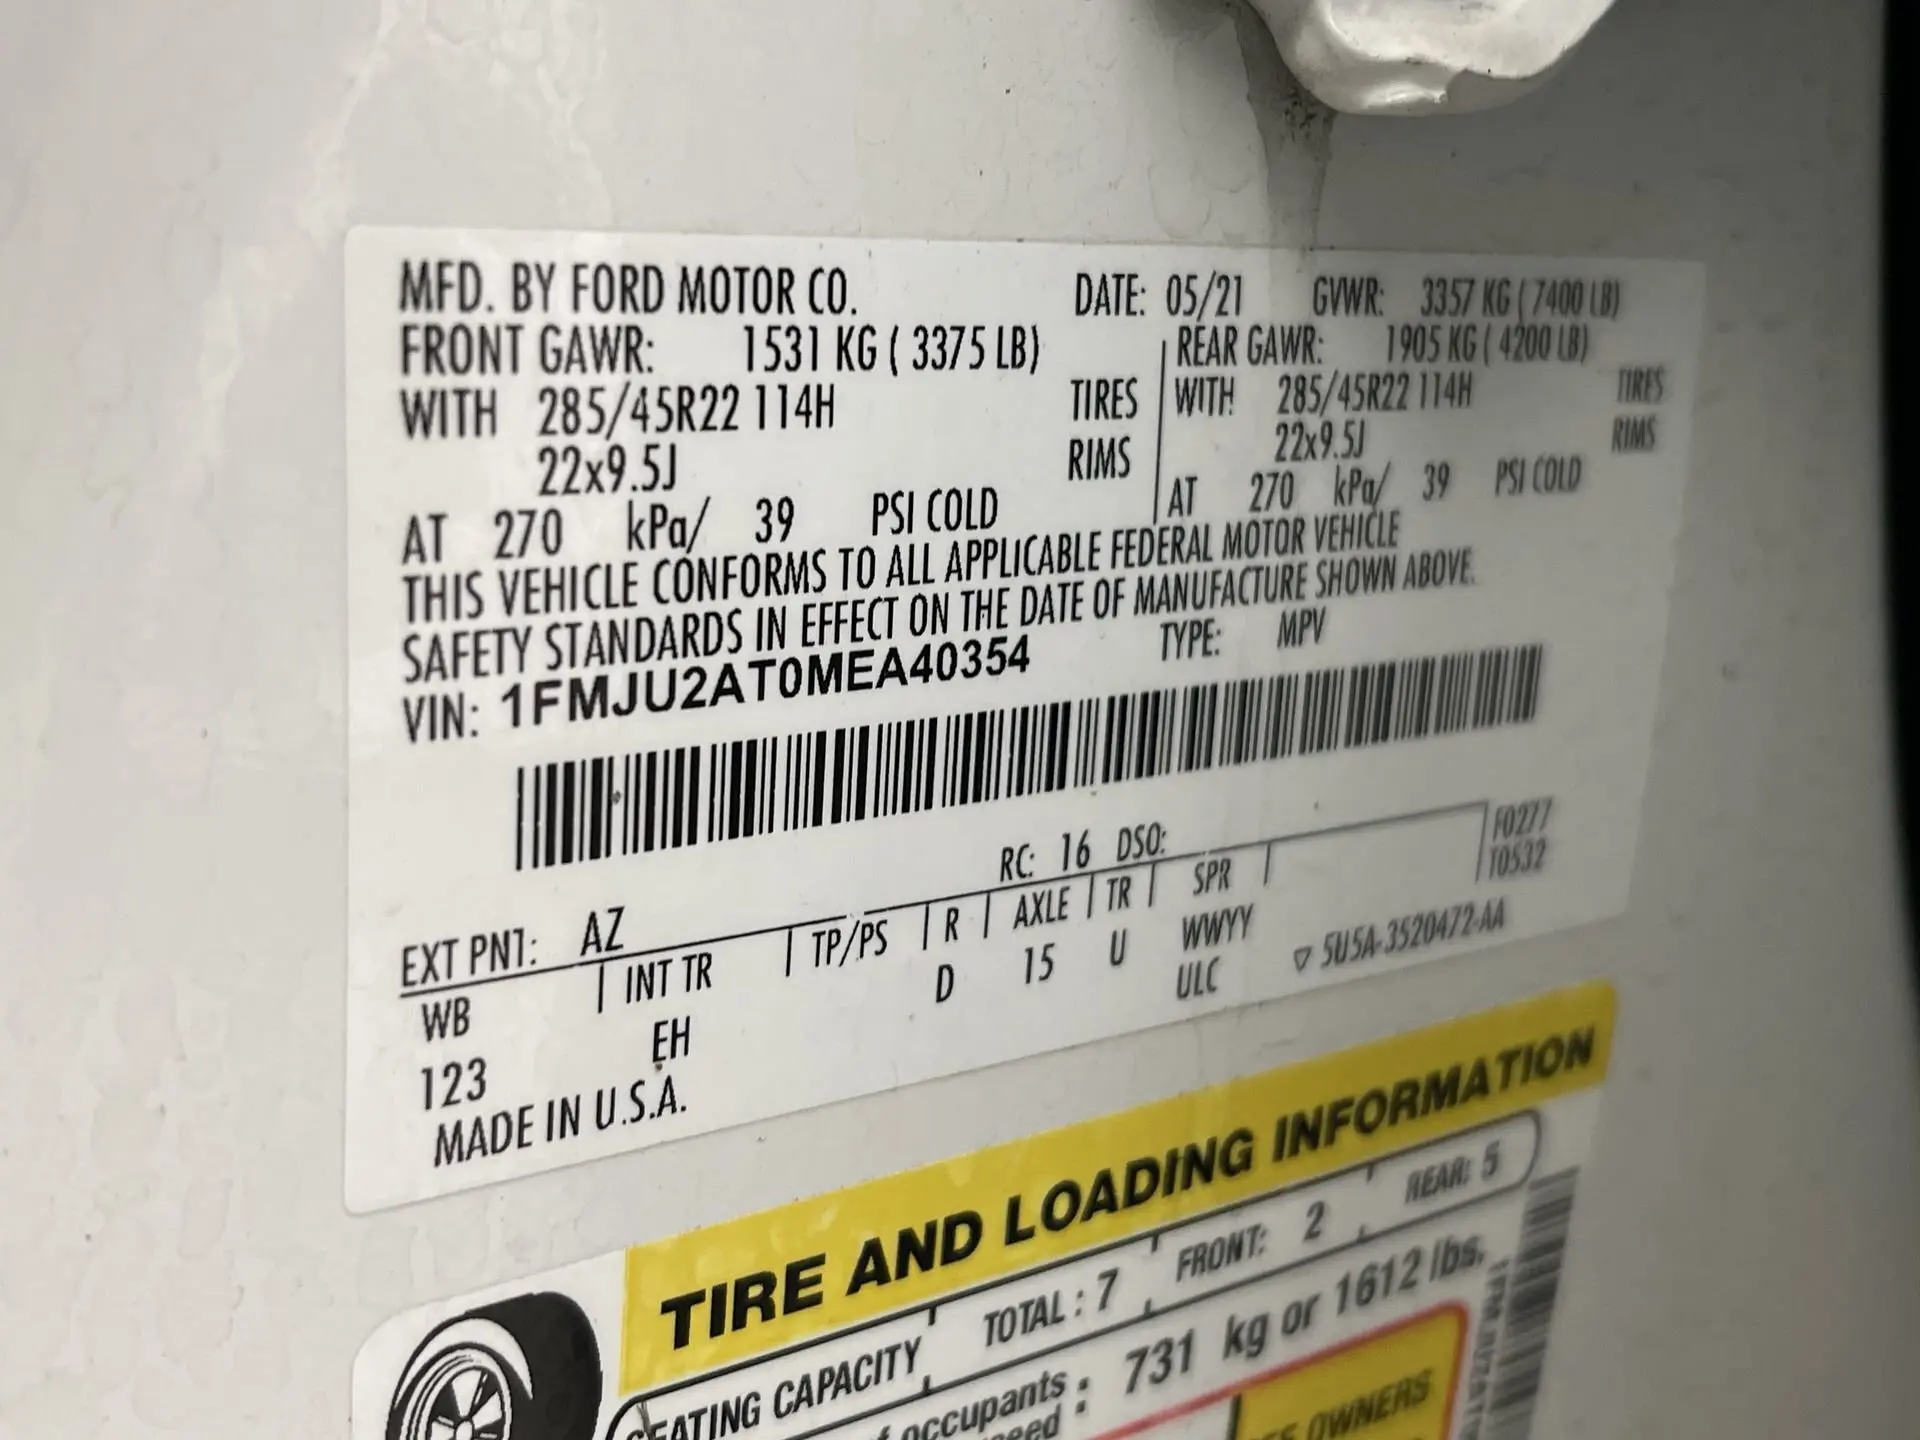 MFD. BY FORD MOTOR CO. DATE: 05/21 GVWR: 3357 KG ( 7400 LB)
FRONT GAWR: 1531 KG ( 3375 LB) REAR GAWR: 1905 KG ( 4200 LB)
WITH 285/45R22 114H TIRES WITH 285/45R22 114H TIRES
22x9.5J RIMS 22x9.5J RIMS
AT 270 kPa/ 39 PSI COLD AT 270 kPa/ 39 PSI COLD
THIS VEHICLE CONFORMS TO ALL APPLICABLE FEDERAL MOTOR VEHICLE
SAFETY STANDARDS IN EFFECT ON THE DATE OF MANUFACTURE SHOWN ABOVE.
VIN: 1FMJU2AT0MEA40354 TYPE: MPV
RC: 16 DSO: F0277
T0532
EXT PNT: AZ
WB INT TR TP/PS R AXLE TR SPR
123 EH D 15 U WWYY
ULC ▽ 5U5A-3520472-AA
MADE IN U.S.A.
TIRE AND LOADING INFORMATION
SEATING CAPACITY TOTAL : 7 FRONT: 2 REAR: 5
occupants : 731 kg or 1612 lbs.
OWNERS